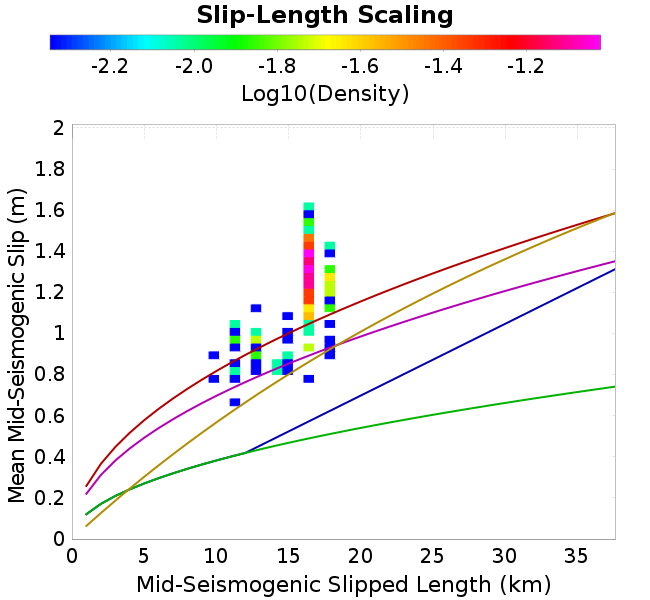 Slip-Length Scaling
-2.2 -2.0 -1.8 -1.6 -1.4 -1.2
Log10(Density)
2
1.8
1.6
1.4
1.2
1
0.8
0.6
0.4
0.2
0
Mean Mid-Seismogenic Slip (m)
0 5 10 15 20 25 30 35
Mid-Seismogenic Slipped Length (km)